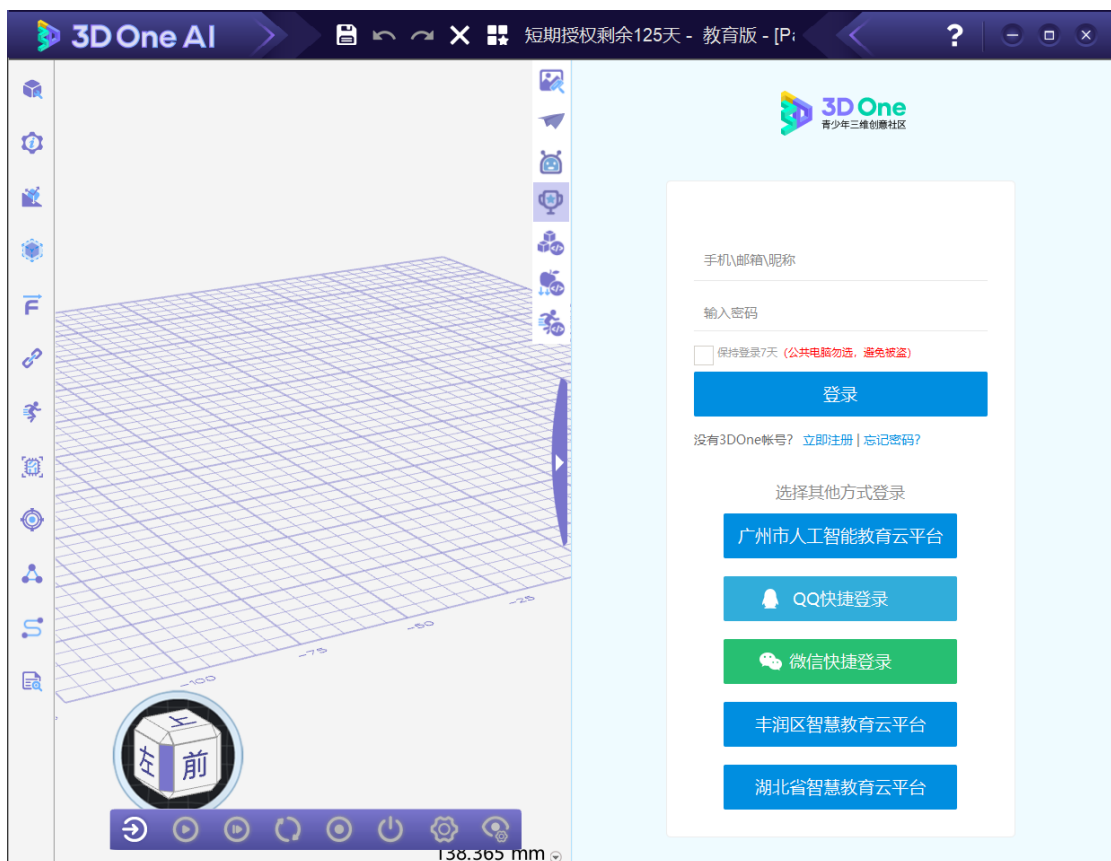 3D One AI
短期授权剩余125天 - 教育版 - [Pa
?
3D One
青少年三维创意社区
手机\邮箱\昵称
输入密码
保持登录7天 (公共电脑勿选，避免被盗)
登录
没有3DOne帐号? 立即注册 | 忘记密码?
选择其他方式登录
广州市人工智能教育云平台
QQ快捷登录
微信快捷登录
丰润区智慧教育云平台
湖北省智慧教育云平台
F
-25
-50
-75
-100
上
左
前
138.365 mm